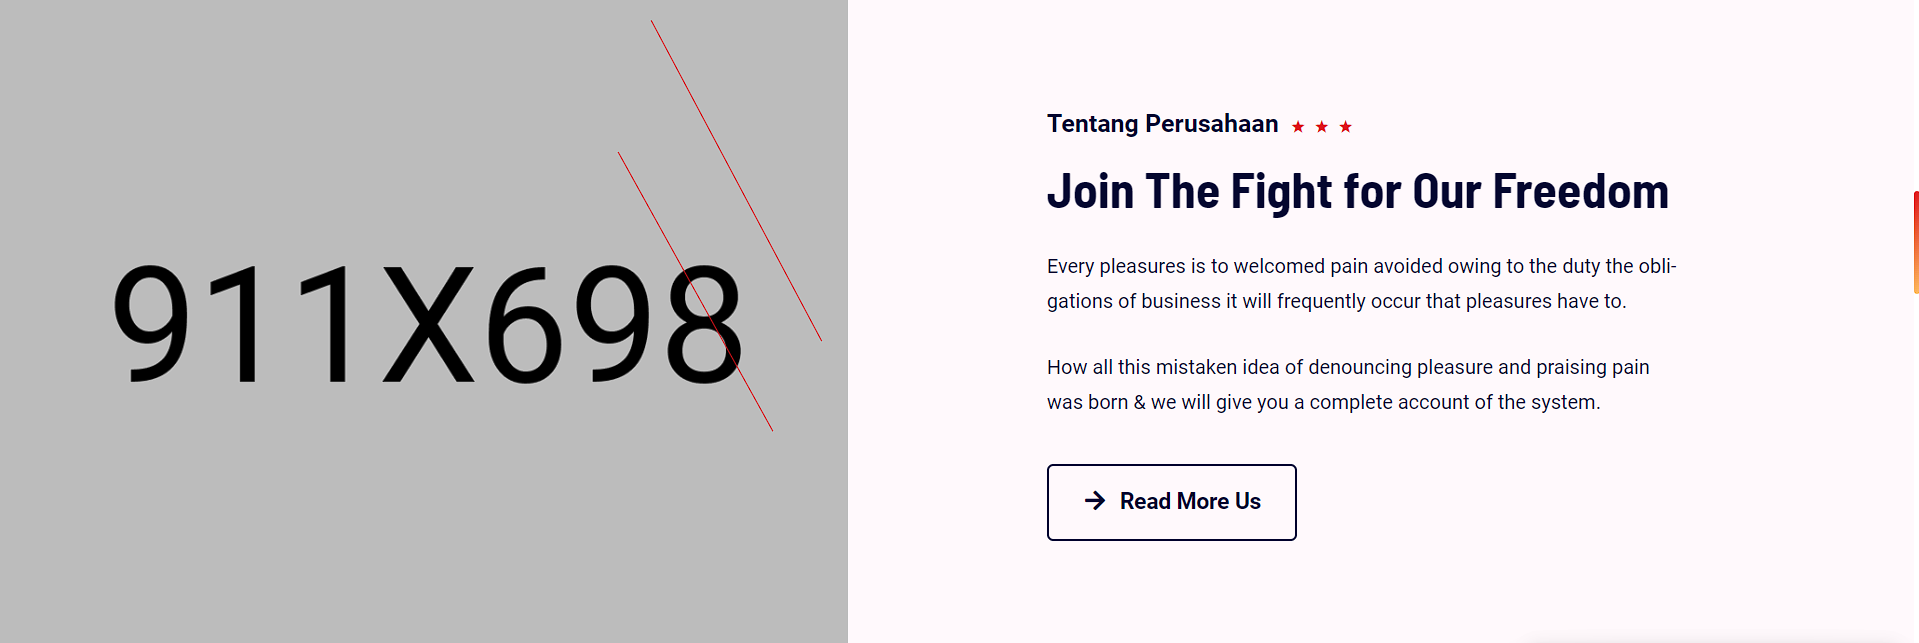 911X698
Tentang Perusahaan
Join The Fight for Our Freedom
Every pleasures is to welcomed pain avoided owing to the duty the obli-
gations of business it will frequently occur that pleasures have to.
How all this mistaken idea of denouncing pleasure and praising pain
was born & we will give you a complete account of the system.
Read More Us